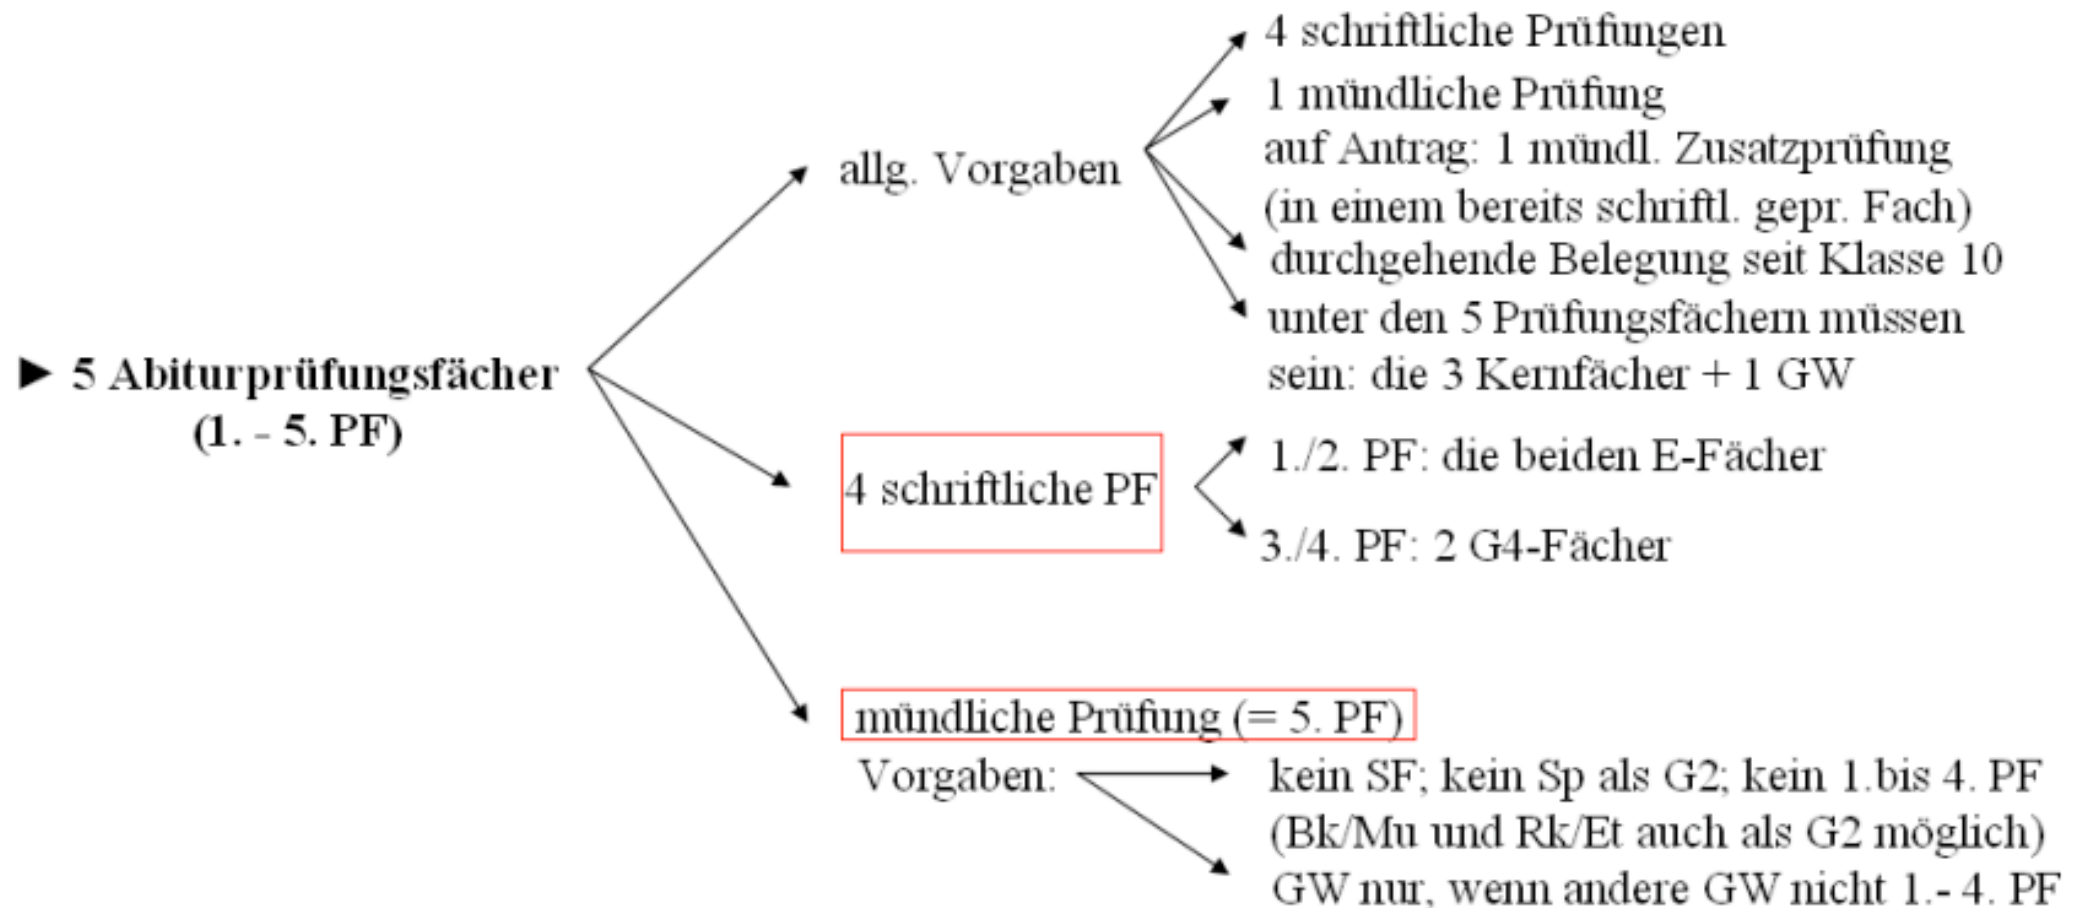 4 schriftliche Prüfungen
1 mündliche Prüfung
auf Antrag: 1 mündl. Zusatzprüfung
allg. Vorgaben
(in einem bereits schriftl. gepr. Fach)
durchgehende Belegung seit Klasse 10
unter den 5 Prüfungsfächern müssen
sein: die 3 Kernfächer + 1 GW
► 5 Abiturprüfungsfächer
(1. - 5. PF)
4 schriftliche PF
1./2. PF: die beiden E-Fächer
3./4. PF: 2 G4-Fächer
mündliche Prüfung (= 5. PF)
Vorgaben:
kein SF; kein Sp als G2; kein 1.bis 4. PF
(Bk/Mu und Rk/Et auch als G2 möglich)
GW nur, wenn andere GW nicht 1.- 4. PF